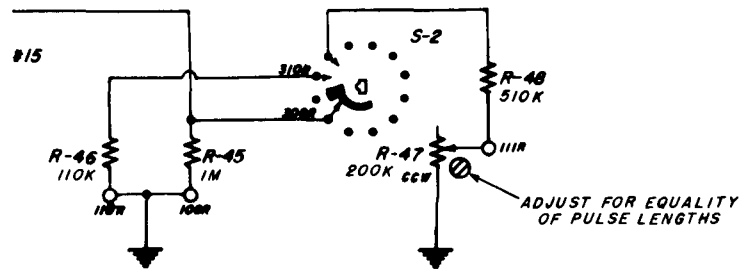 S-2
#15
310R
R-48
510K
300R
R-46
110K
R-45
1M
R-47
200K
CCW
111R
110R
108R
ADJUST FOR EQUALITY
OF PULSE LENGTHS